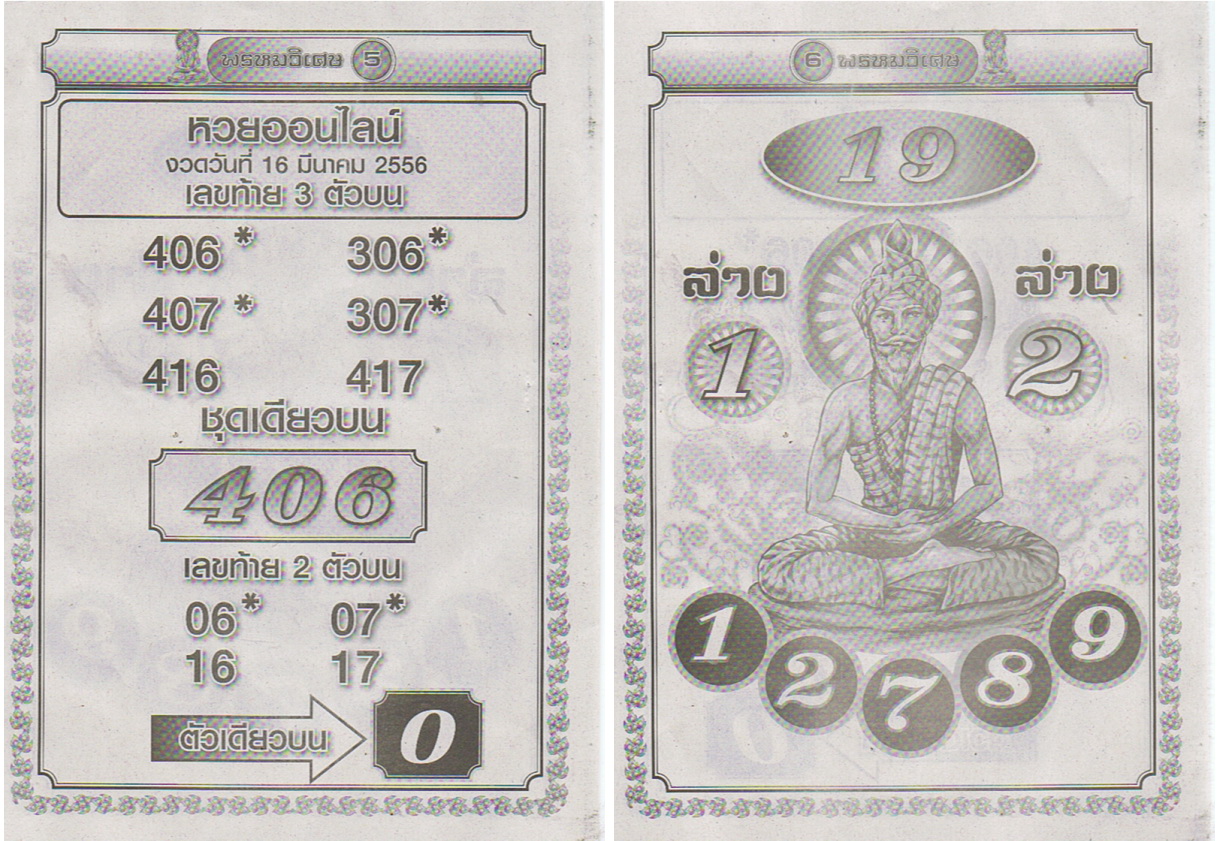 พรหมวิเศษ 5
หวยออนไลน์
งวดวันที่ 16 มีนาคม 2556
เลขท้าย 3 ตัวบน
406* 306*
407* 307*
416 417
ชุดเดียวบน
406
เลขท้าย 2 ตัวบน
06* 07*
16 17
ตัวเดียวบน 0
6 พรหมวิเศษ
19
ล่าง ล่าง
1 2
1 2 7 8 9